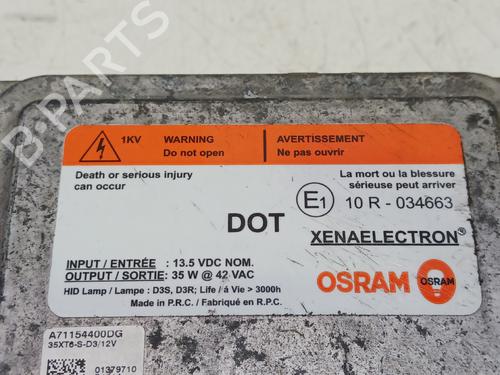 1KV
WARNING
Do not open
AVERTISSEMENT
Ne pas ouvrir
Death or serious injury
can occur
La mort ou la blessure
sérieuse peut arriver
E1 10 R - 034663
DOT
XENAELECTRON®
INPUT / ENTRÉE : 13.5 VDC NOM.
OUTPUT / SORTIE: 35 W @ 42 VAC
HID Lamp / Lampe : D3S, D3R; Life / á Vie > 3000h
Made in P.R.C. / Fabriqué en R.P.C.
OSRAM
OSRAM
A71154400DG
35XT6-S-D3/12V
01379710
B-PARTS